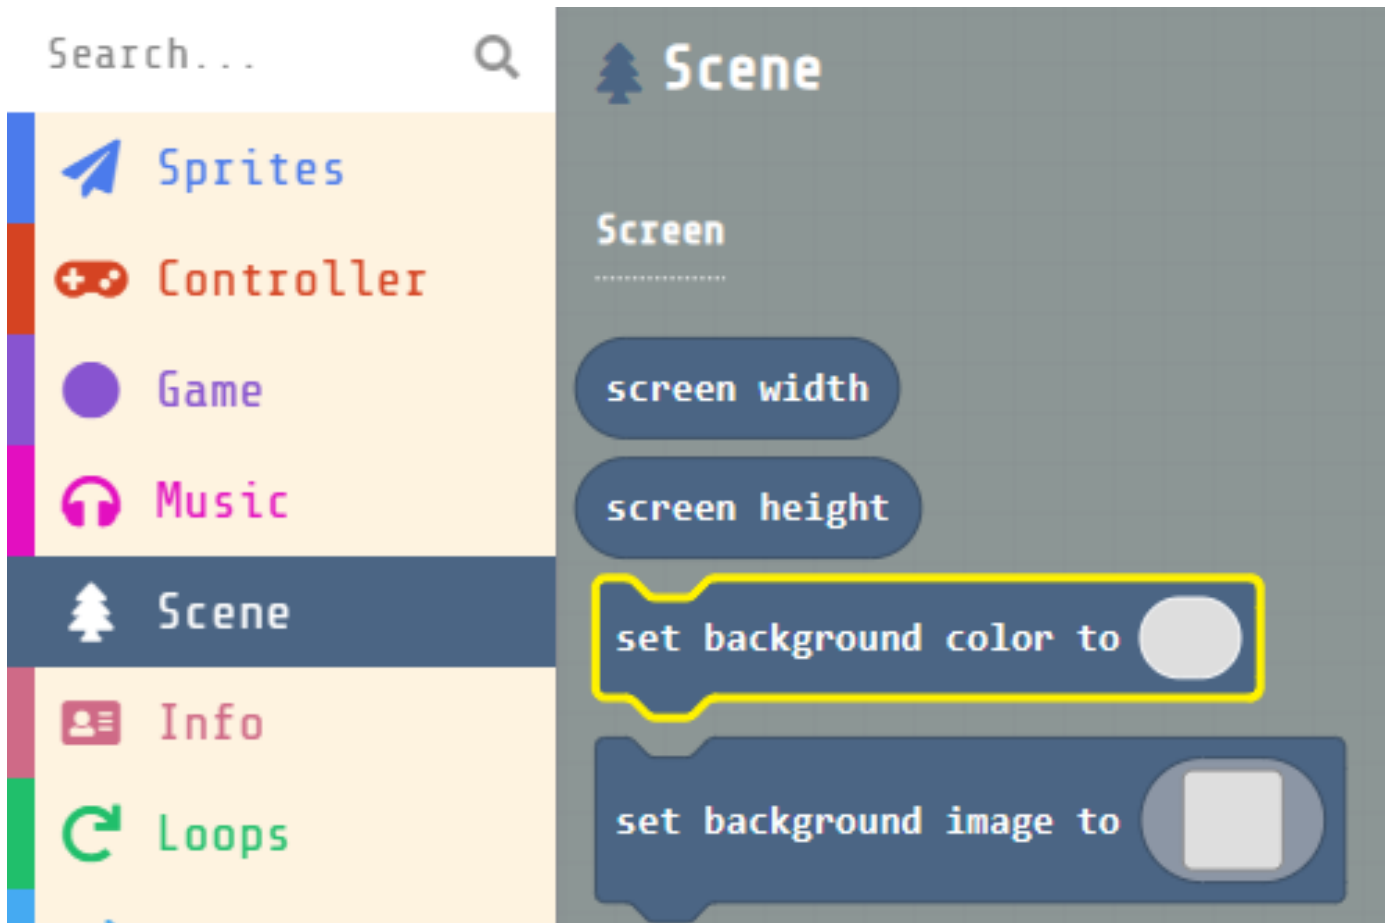 Search...
Sprites
Controller
Game
Music
Scene
Info
Loops
Scene
Screen
screen width
screen height
set background color to
set background image to